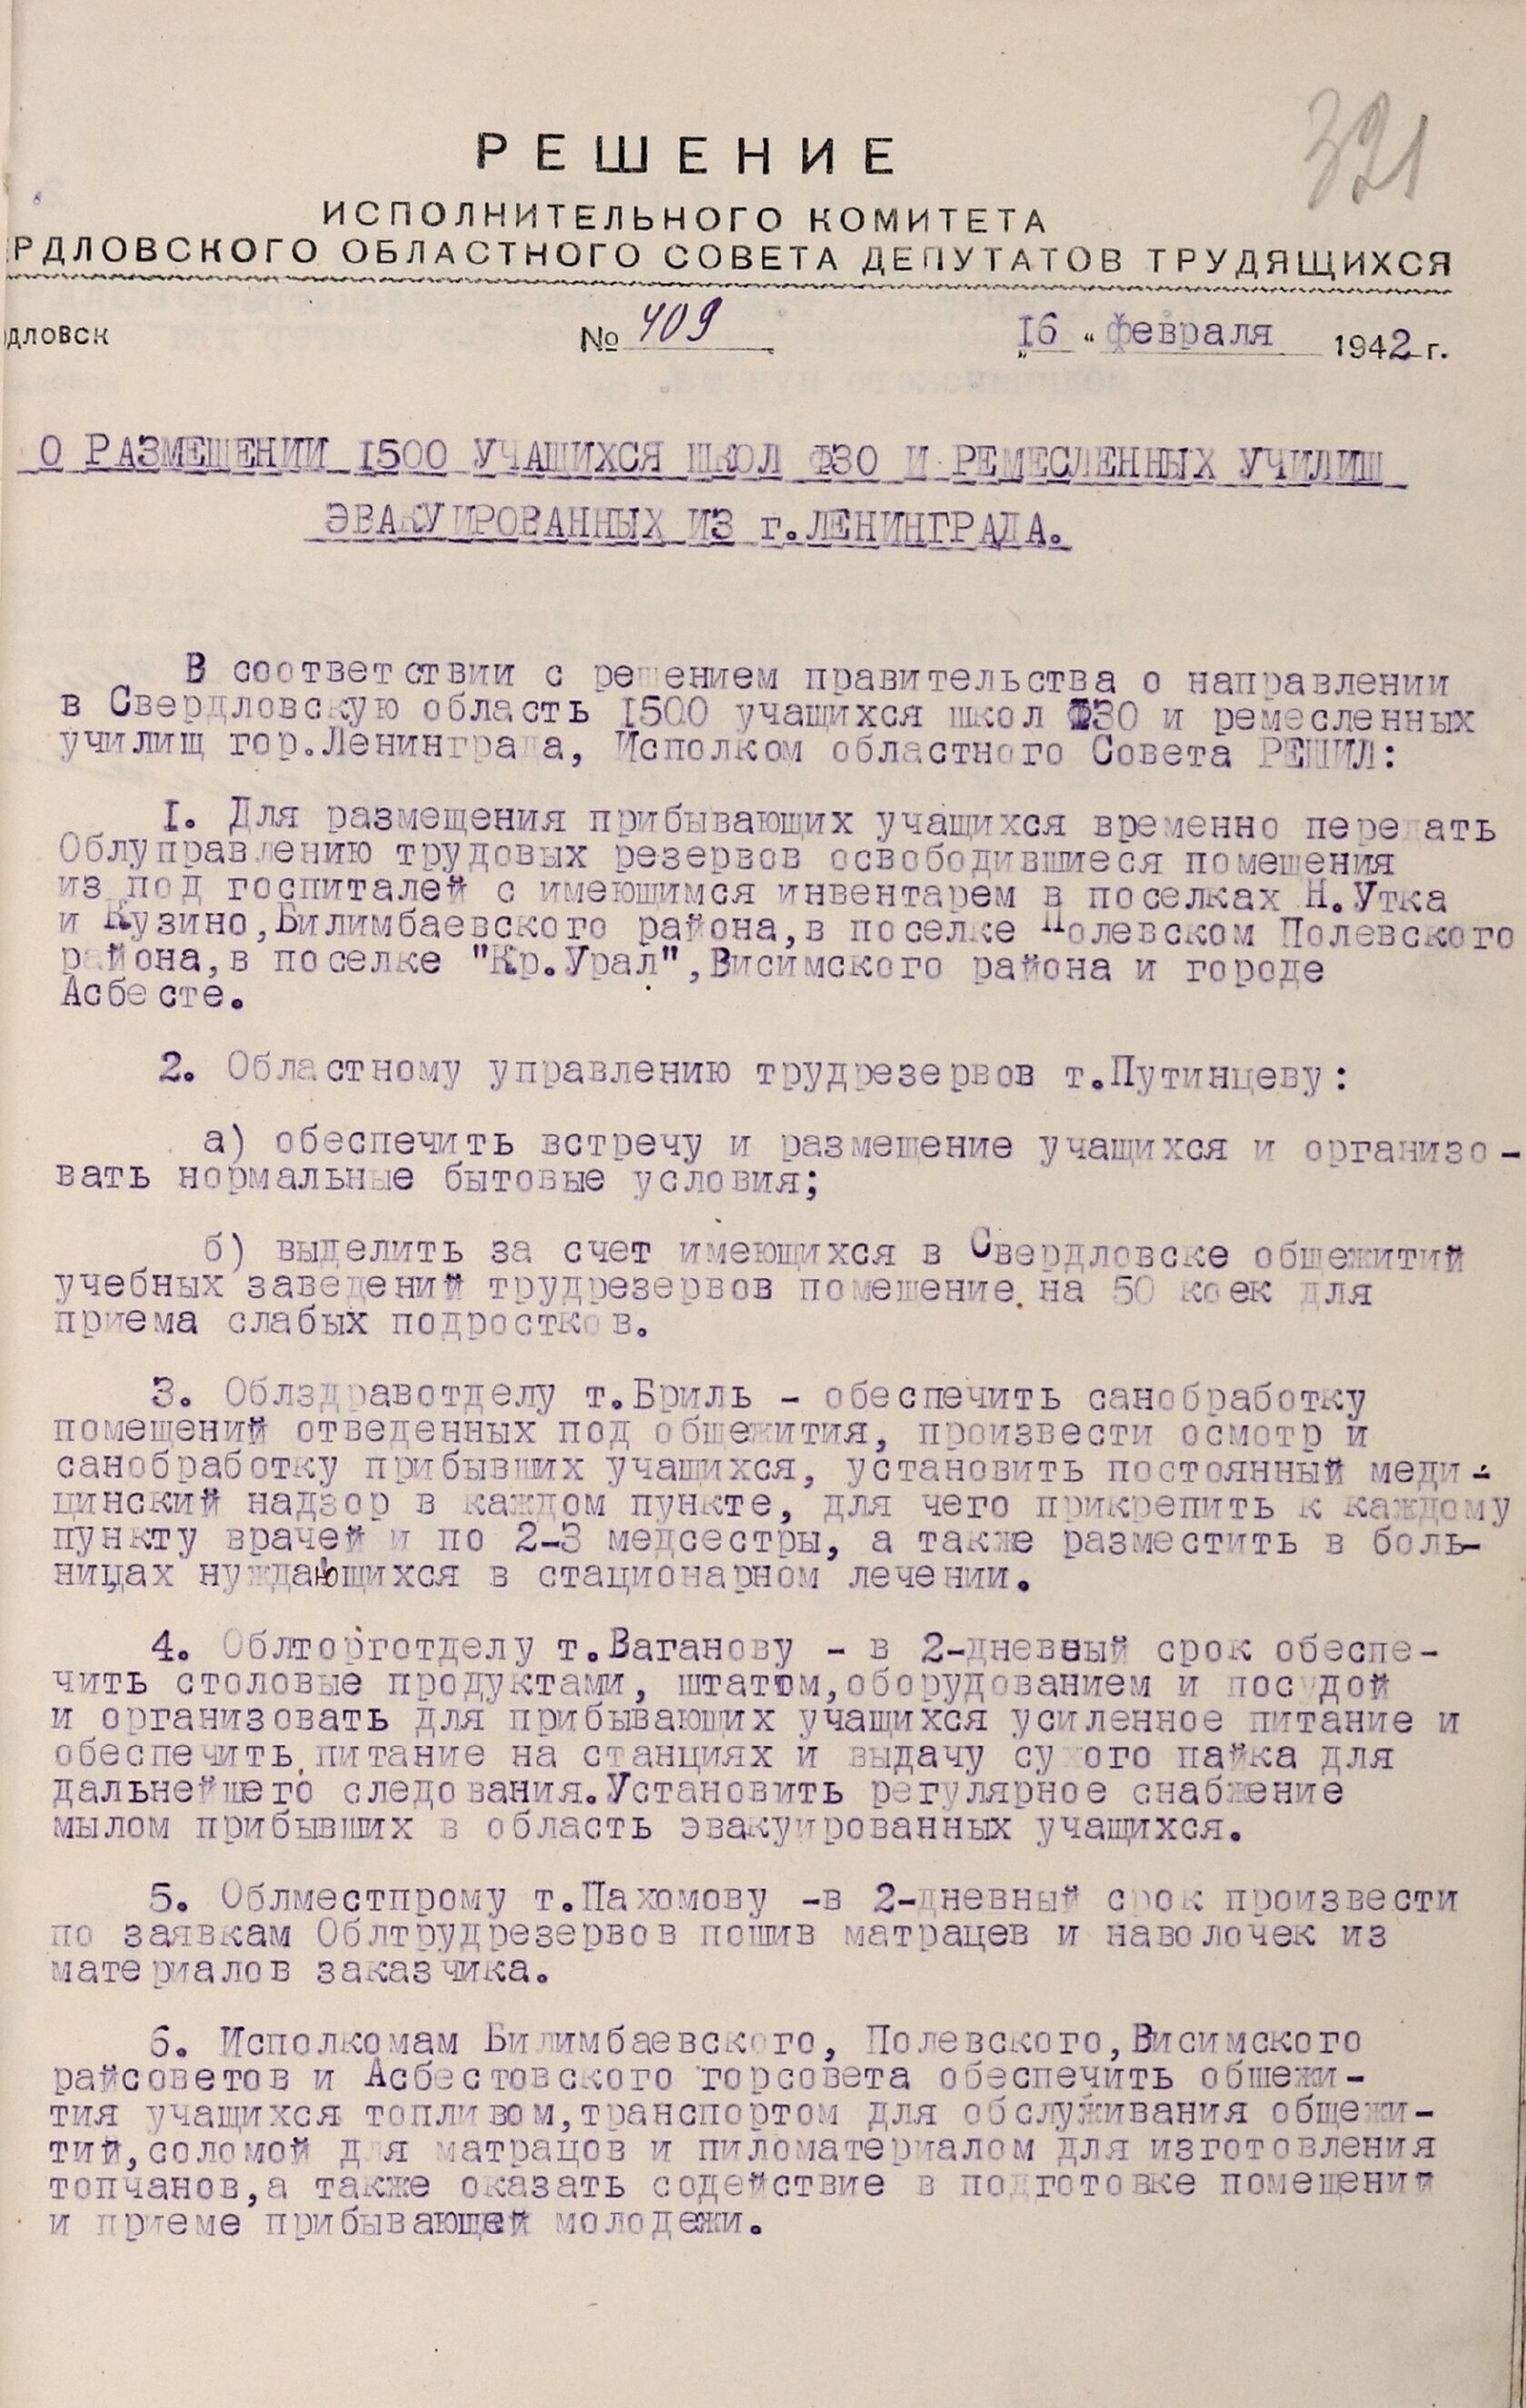 391
РЕШЕНИЕ
ИСПОЛНИТЕЛЬНОГО КОМИТЕТА
ЕРДЛОВСКОГО ОБЛАСТНОГО СОВЕТА ДЕПУТАТОВ ТРУДЯЩИХСЯ
рдловск № 409 „16 “ февраля 1942 г.
О РАЗМЕЩЕНИИ 1500 УЧАЩИХСЯ ШКОЛ ФЗО И РЕМЕСЛЕННЫХ УЧИЛИЩ
ЭВАКУИРОВАННЫХ ИЗ г.ЛЕНИНГРАДА.
В соответствии с решением правительства о направлении
в Свердловскую область 1500 учащихся школ ФЗО и ремесленных
училищ гор.Ленинграда, Исполком областного Совета РЕШИЛ:
1. Для размещения прибывающих учащихся временно передать
Облуправлению трудовых резервов освободившиеся помещения
из под госпиталей с имеющимся инвентарем в поселках Н.Утка
и Кузино,Билимбаевского района,в поселке Полевском Полевского
района,в поселке "Кр.Урал",Висимского района и городе
Асбесте.
2. Областному управлению трудрезервов т.Путинцеву:
а) обеспечить встречу и размещение учащихся и организо-
вать нормальные бытовые условия;
б) выделить за счет имеющихся в Свердловске общежитий
учебных заведений трудрезервов помещение на 50 коек для
приема слабых подростков.
3. Облздравотделу т.Бриль - обеспечить санобработку
помещений отведенных под общежития, произвести осмотр и
санобработку прибывших учащихся, установить постоянный меди-
цинский надзор в каждом пункте, для чего прикрепить к каждому
пункту врачей и по 2-3 медсестры, а также разместить в боль-
ницах нуждающихся в стационарном лечении.
4. Облторготделу т.Ваганову - в 2-дневный срок обеспе-
чить столовые продуктами, штатом,оборудованием и посудой
и организовать для прибывающих учащихся усиленное питание и
обеспечить питание на станциях и выдачу сухого пайка для
дальнейшего следования.Установить регулярное снабжение
мылом прибывших в область эвакуированных учащихся.
5. Облместпрому т.Пахомову -в 2-дневный срок произвести
по заявкам Облтрудрезервов пошив матрацев и наволочек из
материалов заказчика.
6. Исполкомам Билимбаевского, Полевского,Висимского
райсоветов и Асбестовского горсовета обеспечить общежи-
тия учащихся топливом,транспортом для обслуживания общежи-
тий,соломой для матрацов и пиломатериалом для изготовления
топчанов,а также оказать содействие в подготовке помещений
и приеме прибывающей молодежи.